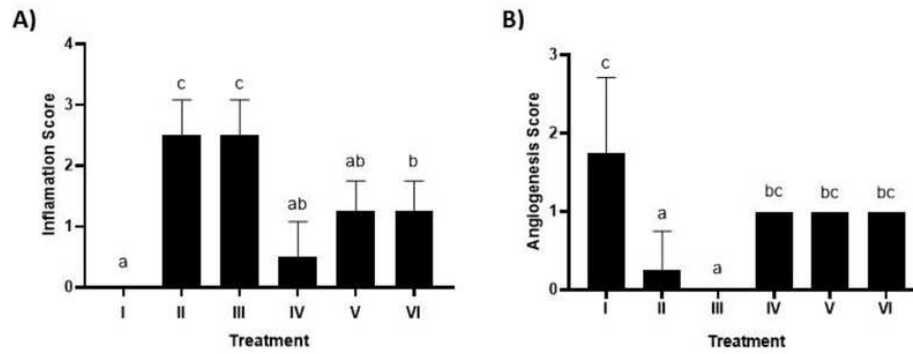 A)
Inflamation Score
4
3
2
1
0
a
c
c
ab
ab
b
I
II
III
IV
V
VI
Treatment
B)
Angiogenesis Score
3
2
1
0
c
a
a
bc
bc
bc
I
II
III
IV
V
VI
Treatment